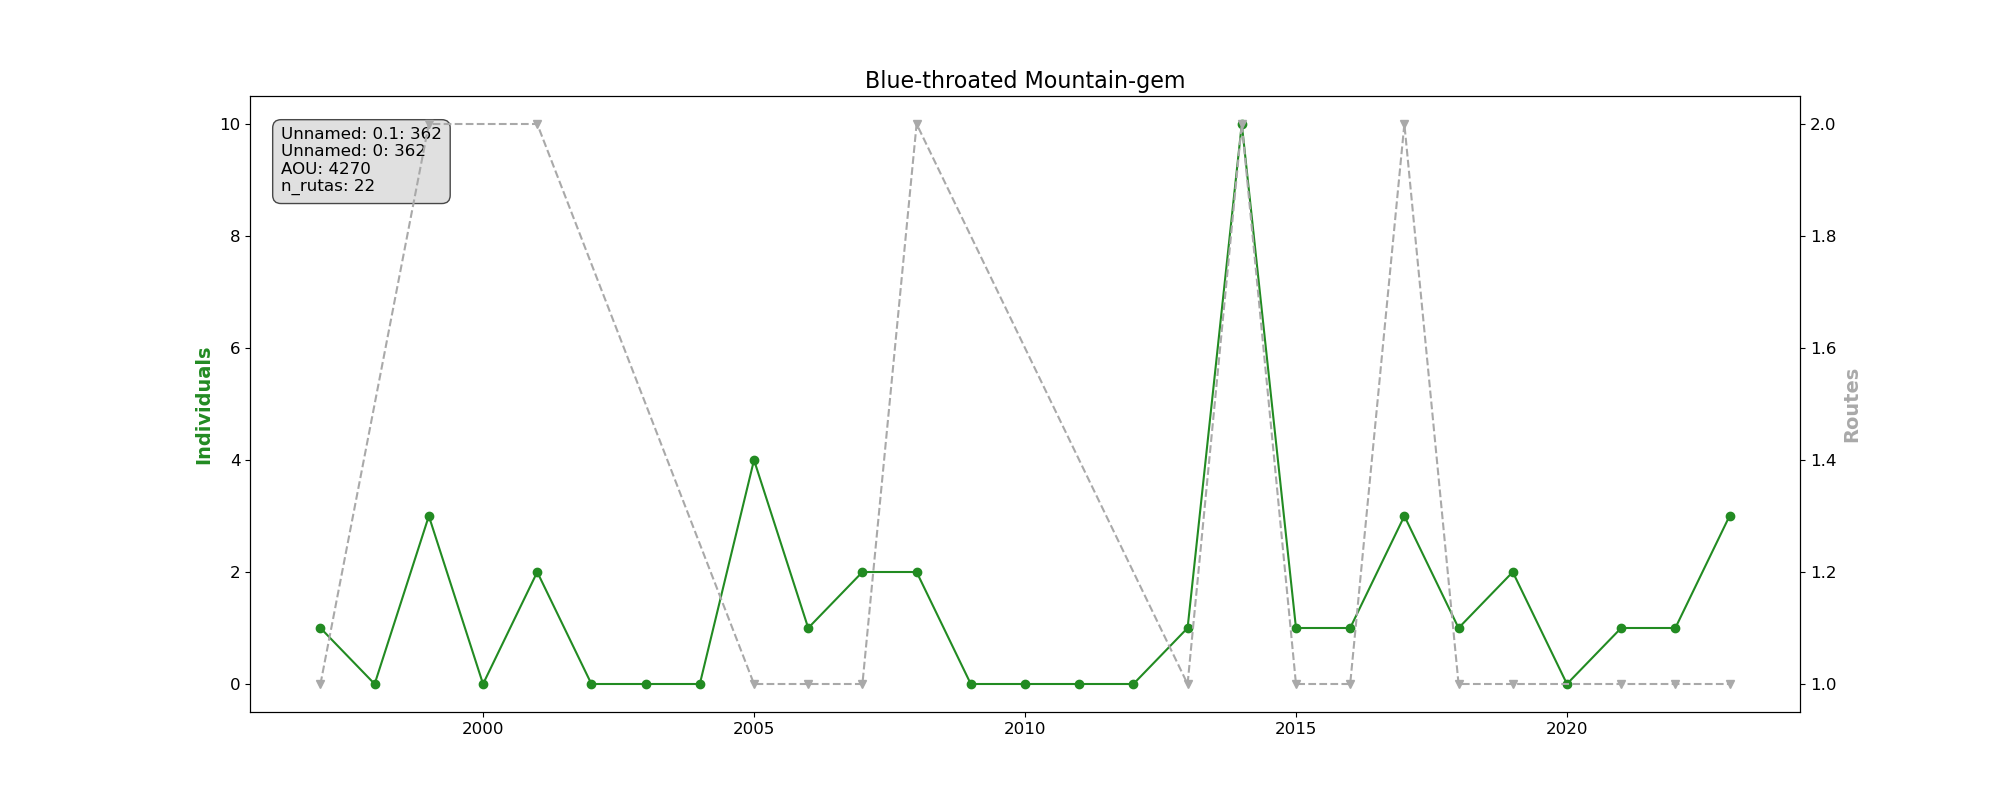 Blue-throated Mountain-gem
Unnamed: 0.1: 362
Unnamed: 0: 362
AOU: 4270
n_rutas: 22
10
8
6
4
2
0
Individuals
2.0
1.8
1.6
1.4
1.2
1.0
Routes
2000
2005
2010
2015
2020